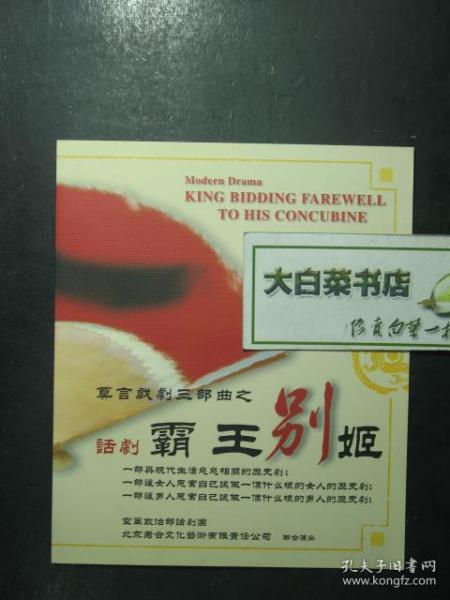 Modern Drama
KING BIDDING FAREWELL
TO HIS CONCUBINE
大白菜书店
莫言戲劇三部曲之
話劇 霸王别姬
一部與現代生活息息相關的歷史劇；
一部讓女人思索自己該做一個什么樣的女人的歷史劇；
一部讓男人思索自己該做一個什么樣的男人的歷史劇；
空軍政治部話劇團
北京君合文化藝術有限責任公司 聯合演出
孔夫子旧书网
www.kongfz.com